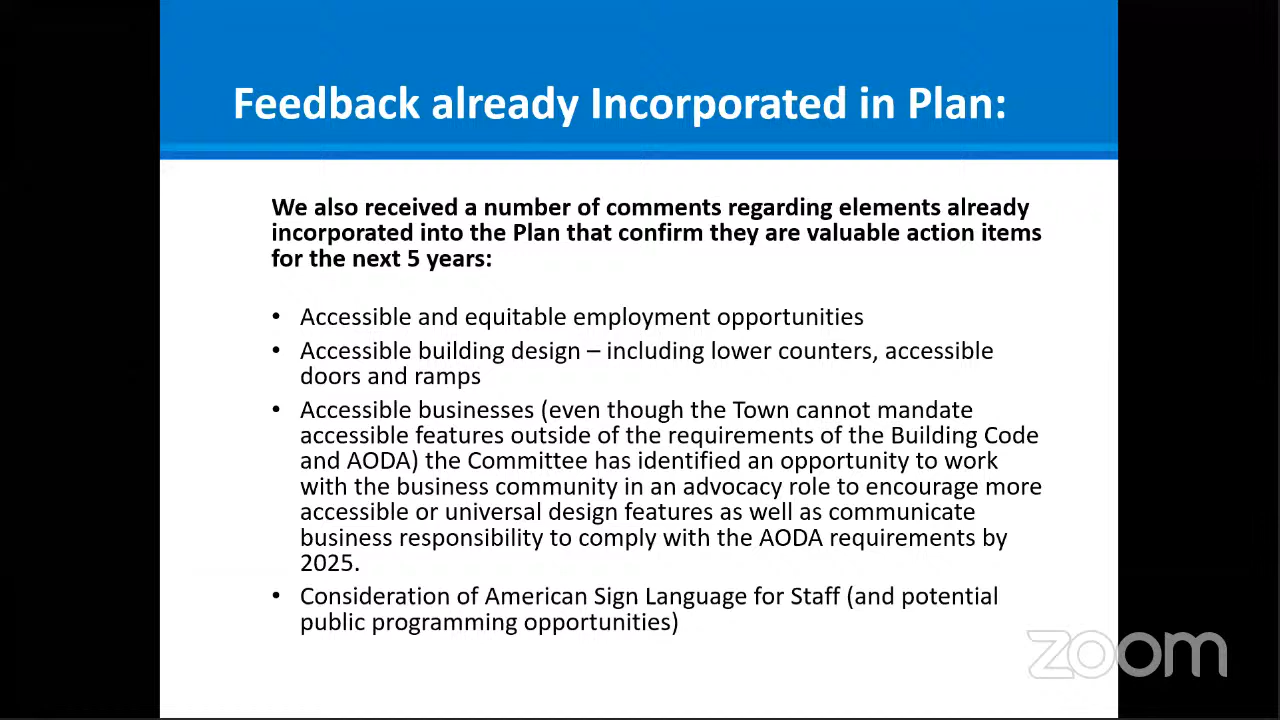 Feedback already Incorporated in Plan:
We also received a number of comments regarding elements already
incorporated into the Plan that confirm they are valuable action items
for the next 5 years:
• Accessible and equitable employment opportunities
• Accessible building design – including lower counters, accessible
doors and ramps
• Accessible businesses (even though the Town cannot mandate
accessible features outside of the requirements of the Building Code
and AODA) the Committee has identified an opportunity to work
with the business community in an advocacy role to encourage more
accessible or universal design features as well as communicate
business responsibility to comply with the AODA requirements by
2025.
• Consideration of American Sign Language for Staff (and potential
public programming opportunities)
zoom